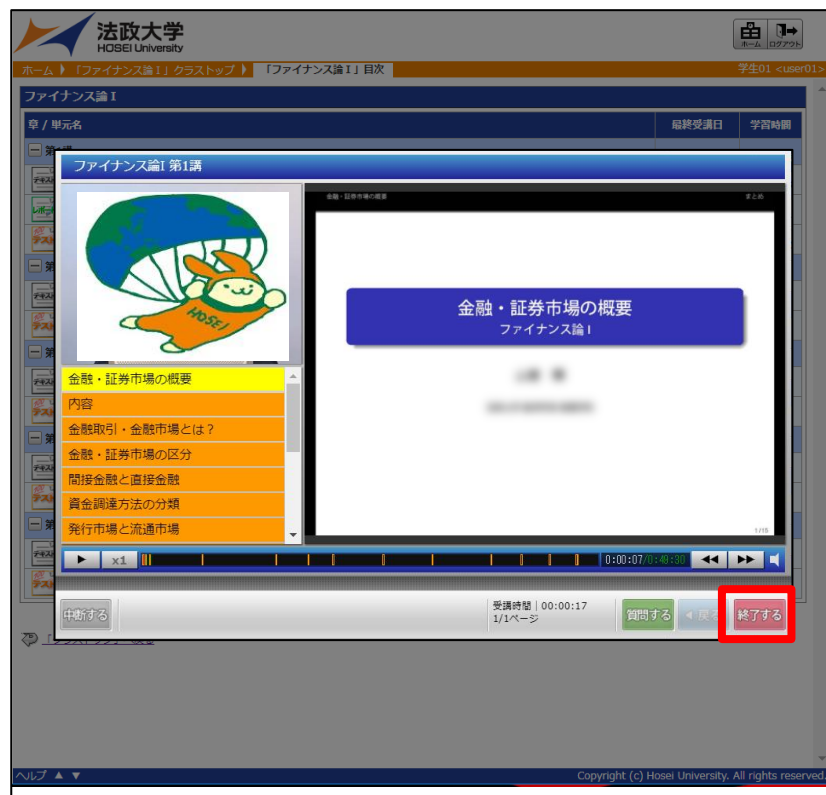 法政大学
HOSEI University
ホーム ログアウト
ホーム 「ファイナンス論Ⅰ」クラストップ 「ファイナンス論Ⅰ」目次 学生01 <user01>
ファイナンス論Ⅰ
章 / 単元名 最終受講日 学習時間
ファイナンス論Ⅰ 第1講
金融・証券市場の概要 まとめ
HOSEI
金融・証券市場の概要
ファイナンス論 I
金融・証券市場の概要
内容
金融取引・金融市場とは？
金融・証券市場の区分
間接金融と直接金融
資金調達方法の分類
発行市場と流通市場
1/15
x1 0:00:07/0:49:30
中断する 受講時間 00:00:17 質問する 戻る 終了する
1/1ページ
ヘルプ ▲ ▼ Copyright (c) Hosei University. All rights reserved.